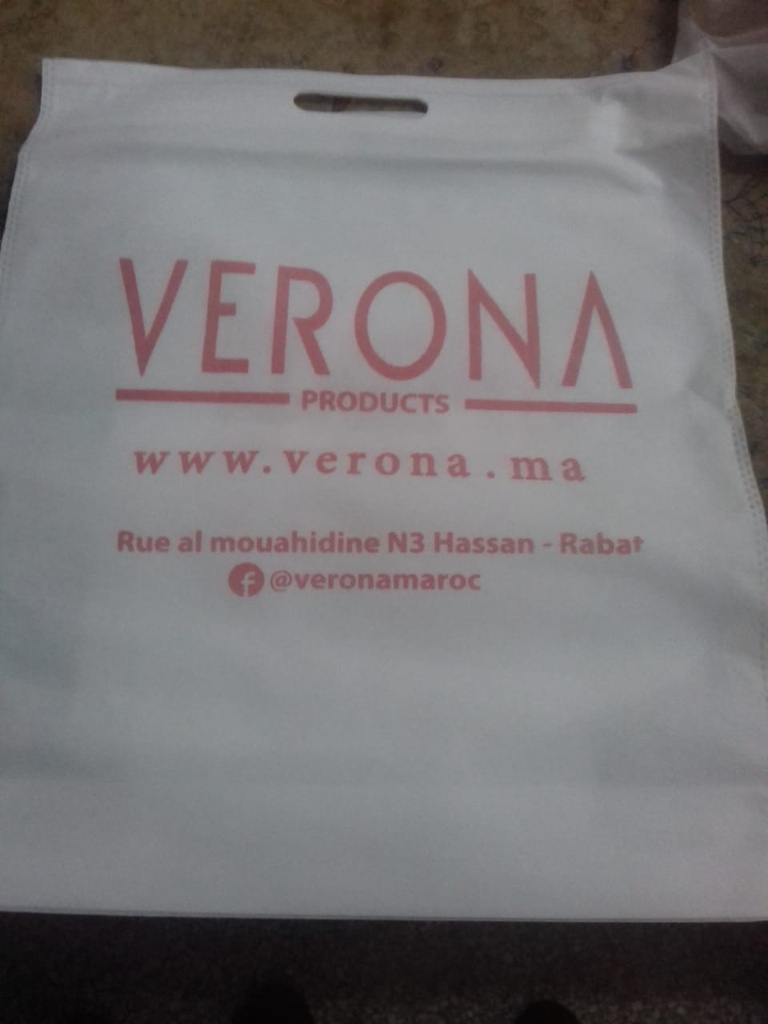 VERONA
PRODUCTS
www.verona.ma
Rue al mouahidine N3 Hassan - Rabat
@veronamaroc